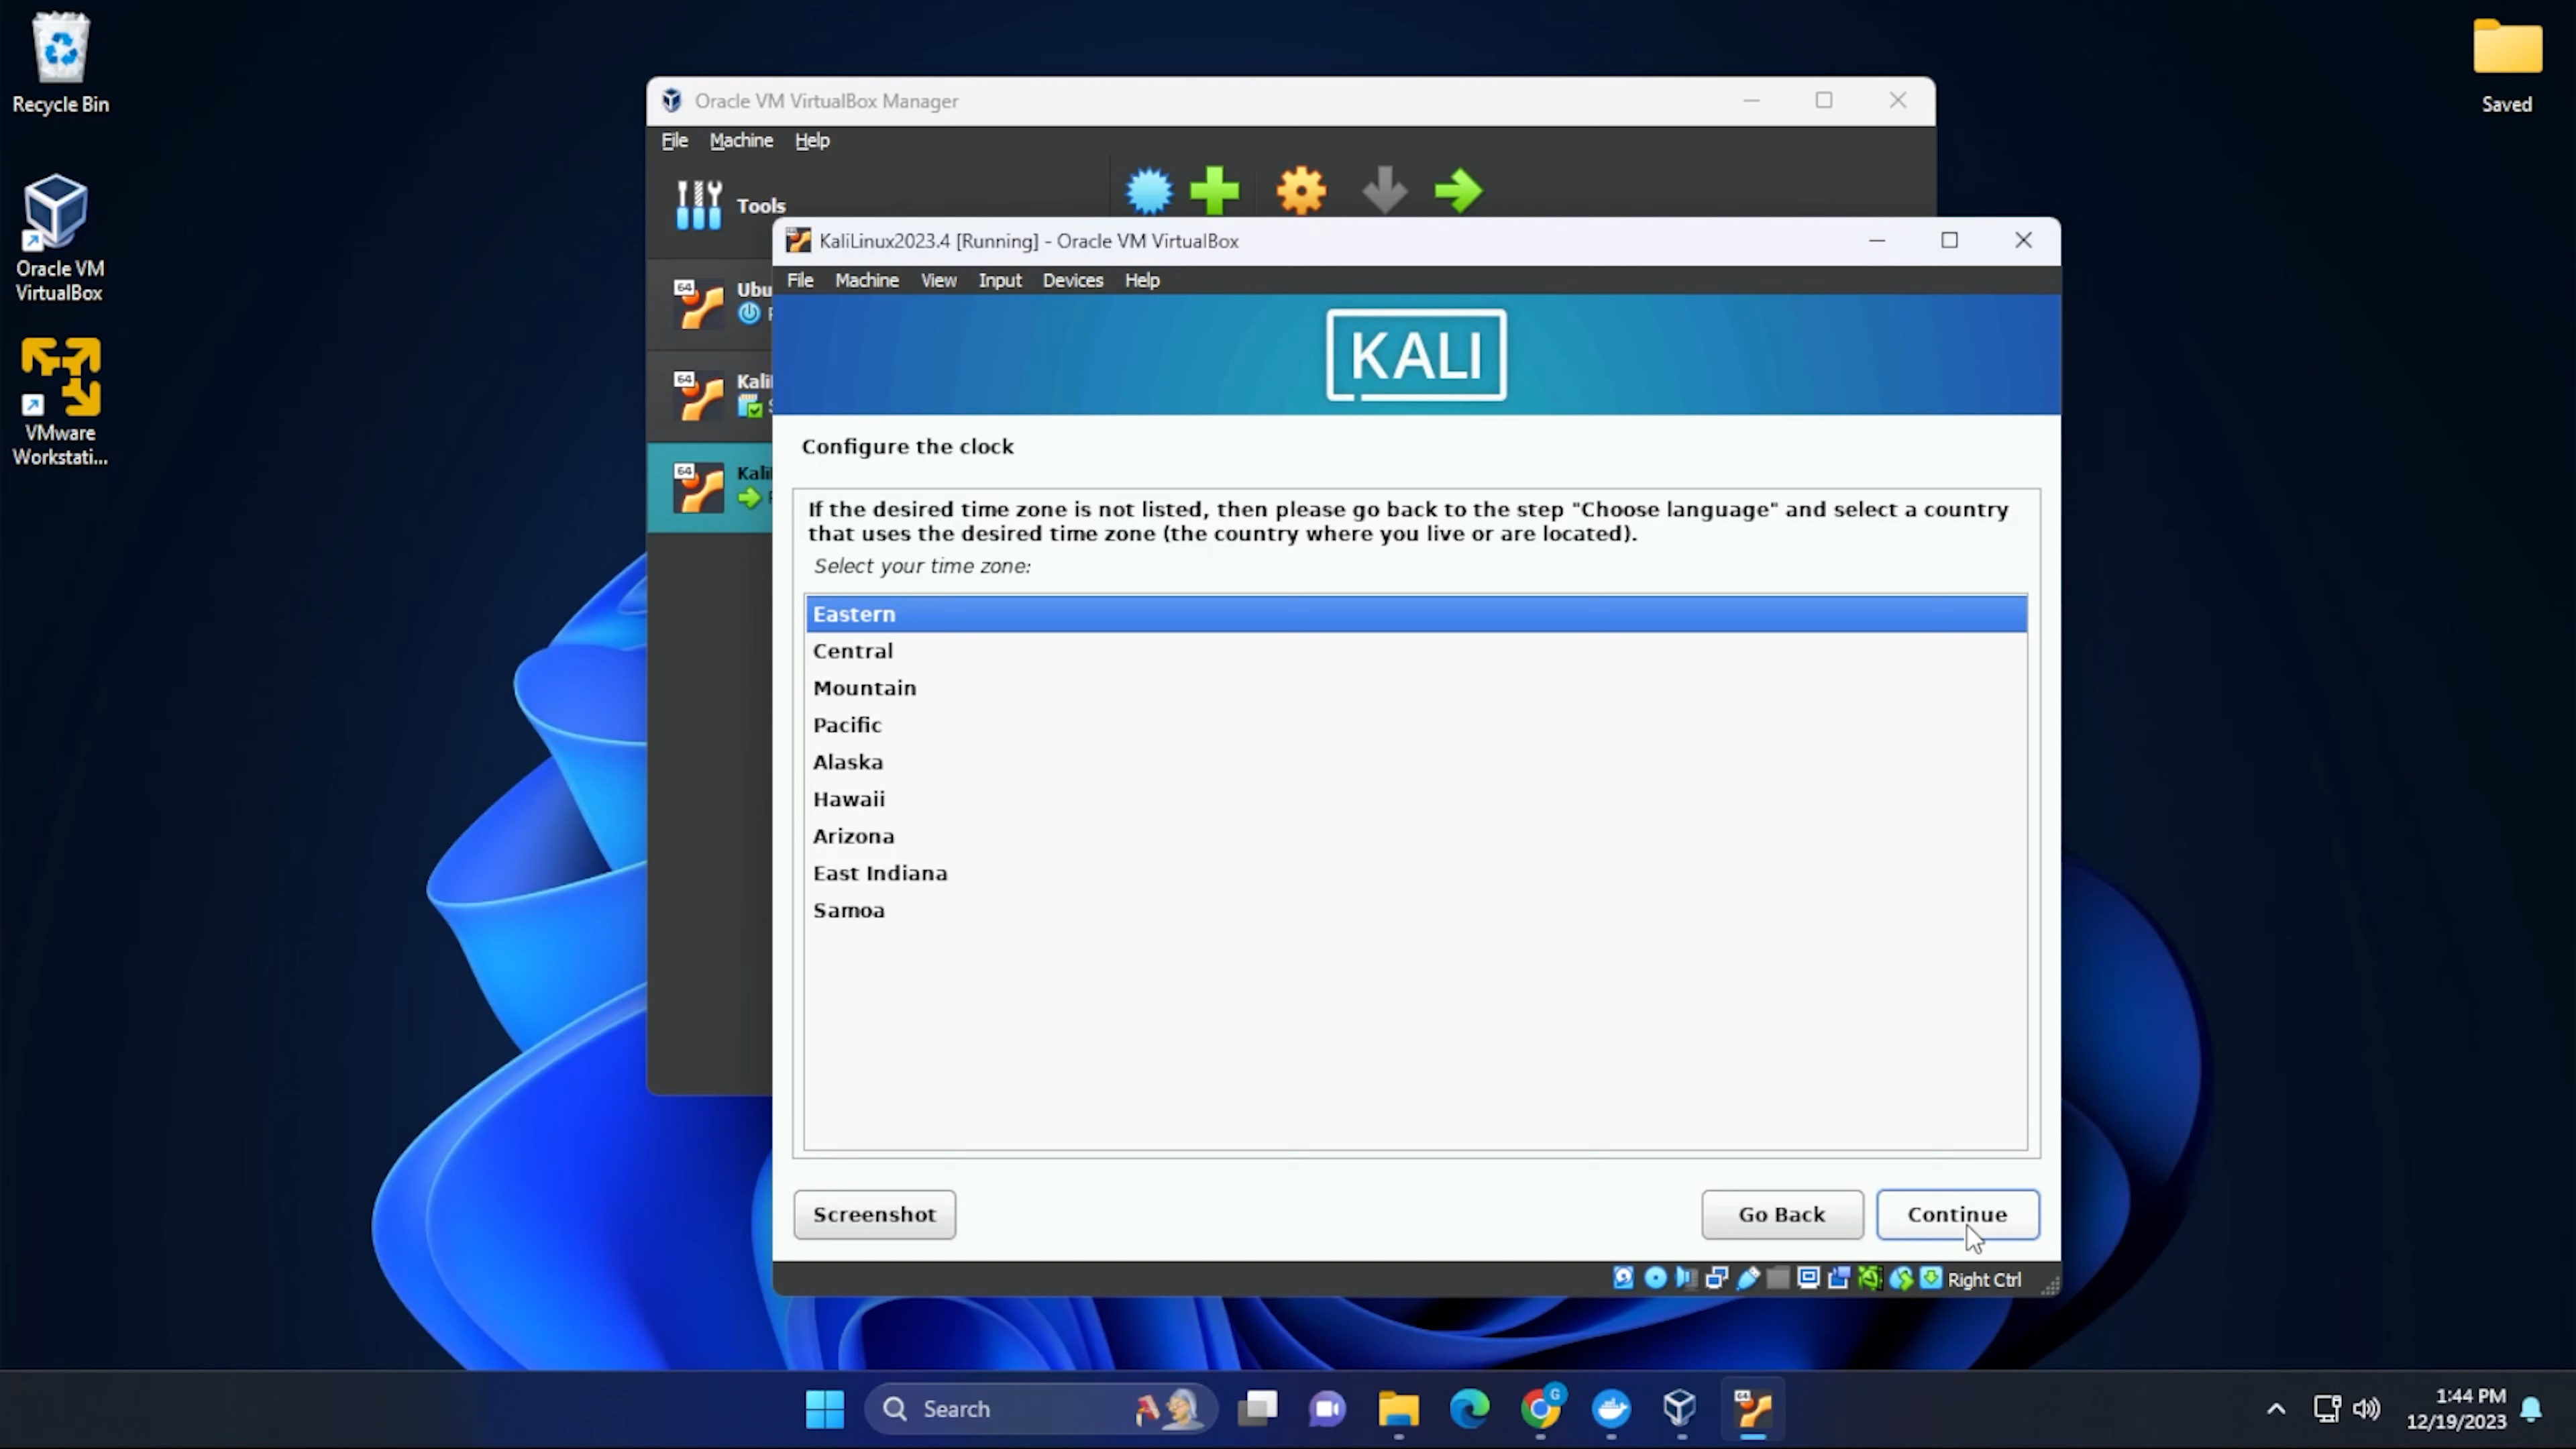 Recycle Bin
Saved
Oracle VM
VirtualBox
VMware
Workstati...
Oracle VM VirtualBox Manager
File Machine Help
Tools
64
Ubu
64
Kali
64
Kali
64 KaliLinux2023.4 [Running] - Oracle VM VirtualBox
File Machine View Input Devices Help
KALI
Configure the clock
If the desired time zone is not listed, then please go back to the step "Choose language" and select a country
that uses the desired time zone (the country where you live or are located).
Select your time zone:
Eastern
Central
Mountain
Pacific
Alaska
Hawaii
Arizona
East Indiana
Samoa
Screenshot
Go Back
Continue
Right Ctrl
Search
G
64
1:44 PM
12/19/2023